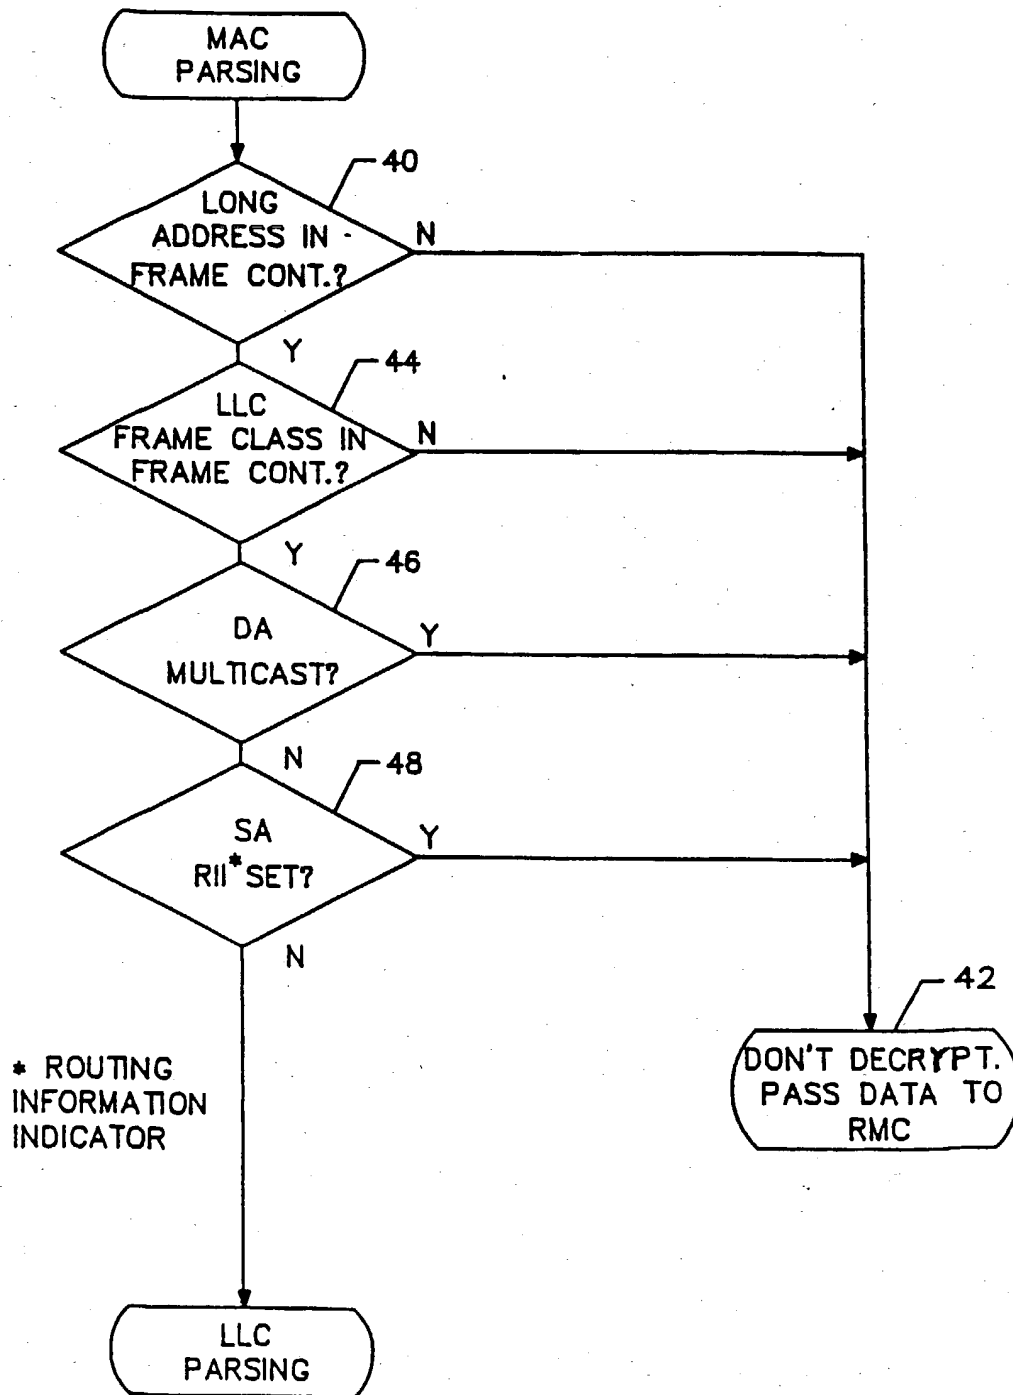 MAC
PARSING
40
LONG
ADDRESS IN
FRAME CONT.?
N
Y
44
LLC
FRAME CLASS IN
FRAME CONT.?
N
Y
46
DA
MULTICAST?
Y
N
48
SA
RII* SET?
Y
N
42
DON'T DECRYPT.
PASS DATA TO
RMC
* ROUTING
INFORMATION
INDICATOR
LLC
PARSING